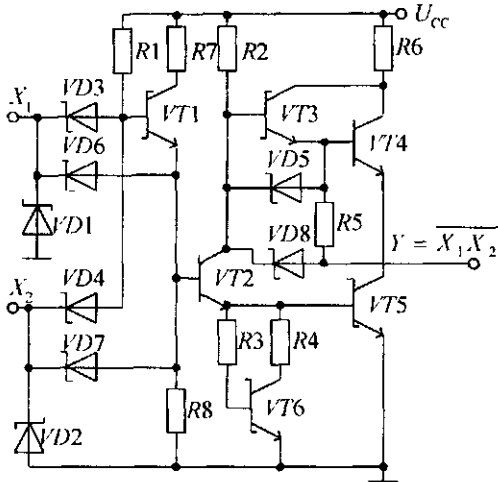 U_CC
R1 R7 R2 R6
X_1 VD3 VT1 VT3
VD6 VT4
VD5
VD1 VD8 R5 Y = \overline{X_1 X_2}
X_2 VD4 VT2
VT5
VD7 R3 R4
VD2 R8 VT6